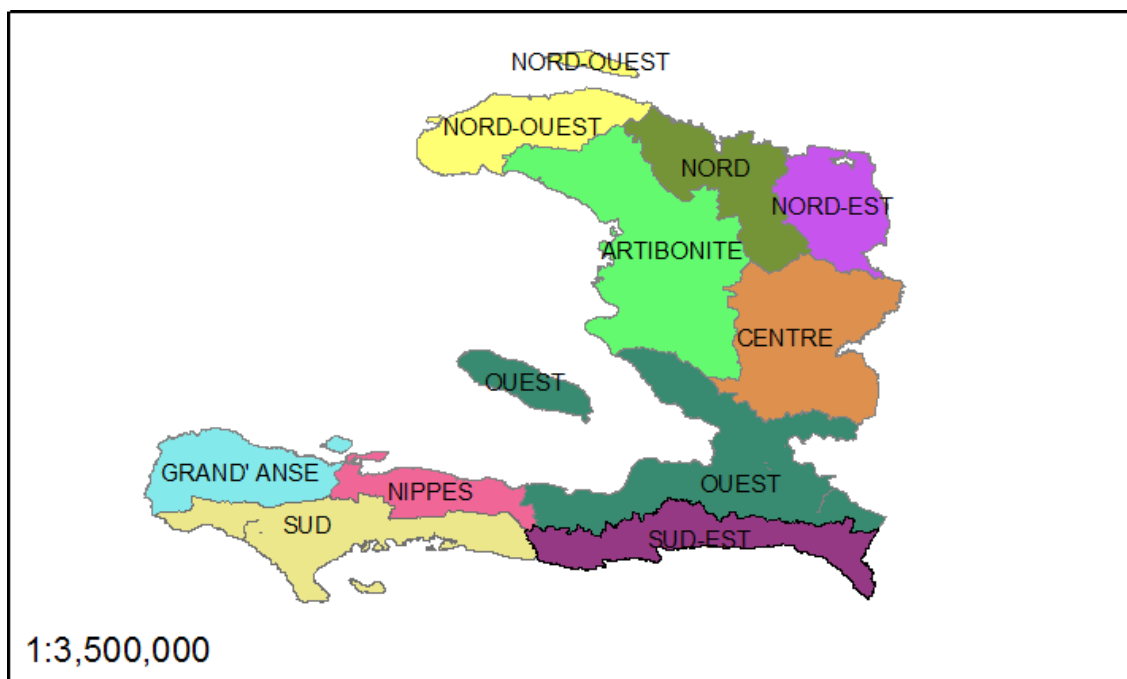 NORD-OUEST
NORD-OUEST
NORD
NORD-EST
ARTIBONITE
CENTRE
OUEST
GRAND' ANSE
NIPPES
OUEST
SUD
SUD-EST
1:3,500,000